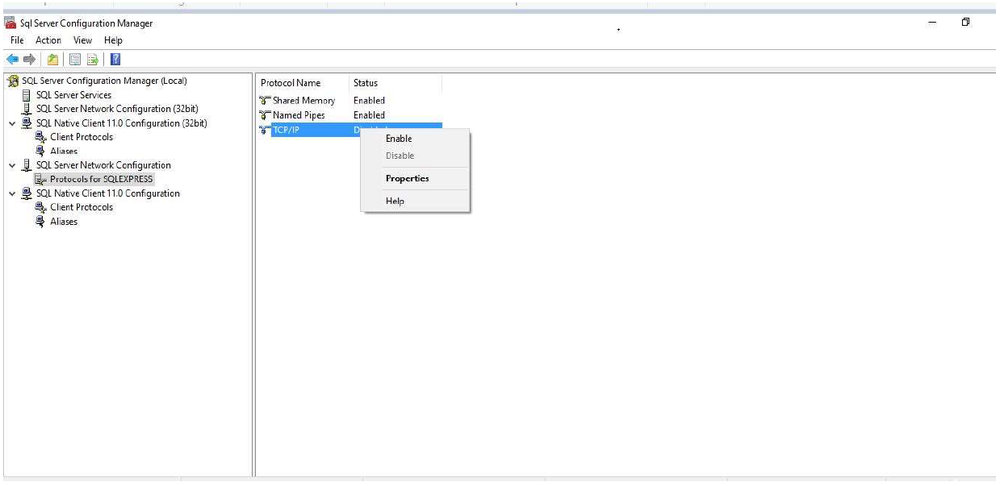 Sql Server Configuration Manager
File Action View Help
SQL Server Configuration Manager (Local)
SQL Server Services
SQL Server Network Configuration (32bit)
SQL Native Client 11.0 Configuration (32bit)
Client Protocols
Aliases
SQL Server Network Configuration
Protocols for SQLEXPRESS
SQL Native Client 11.0 Configuration
Client Protocols
Aliases
Protocol Name Status
Shared Memory Enabled
Named Pipes Enabled
TCP/IP
Enable
Disable
Properties
Help